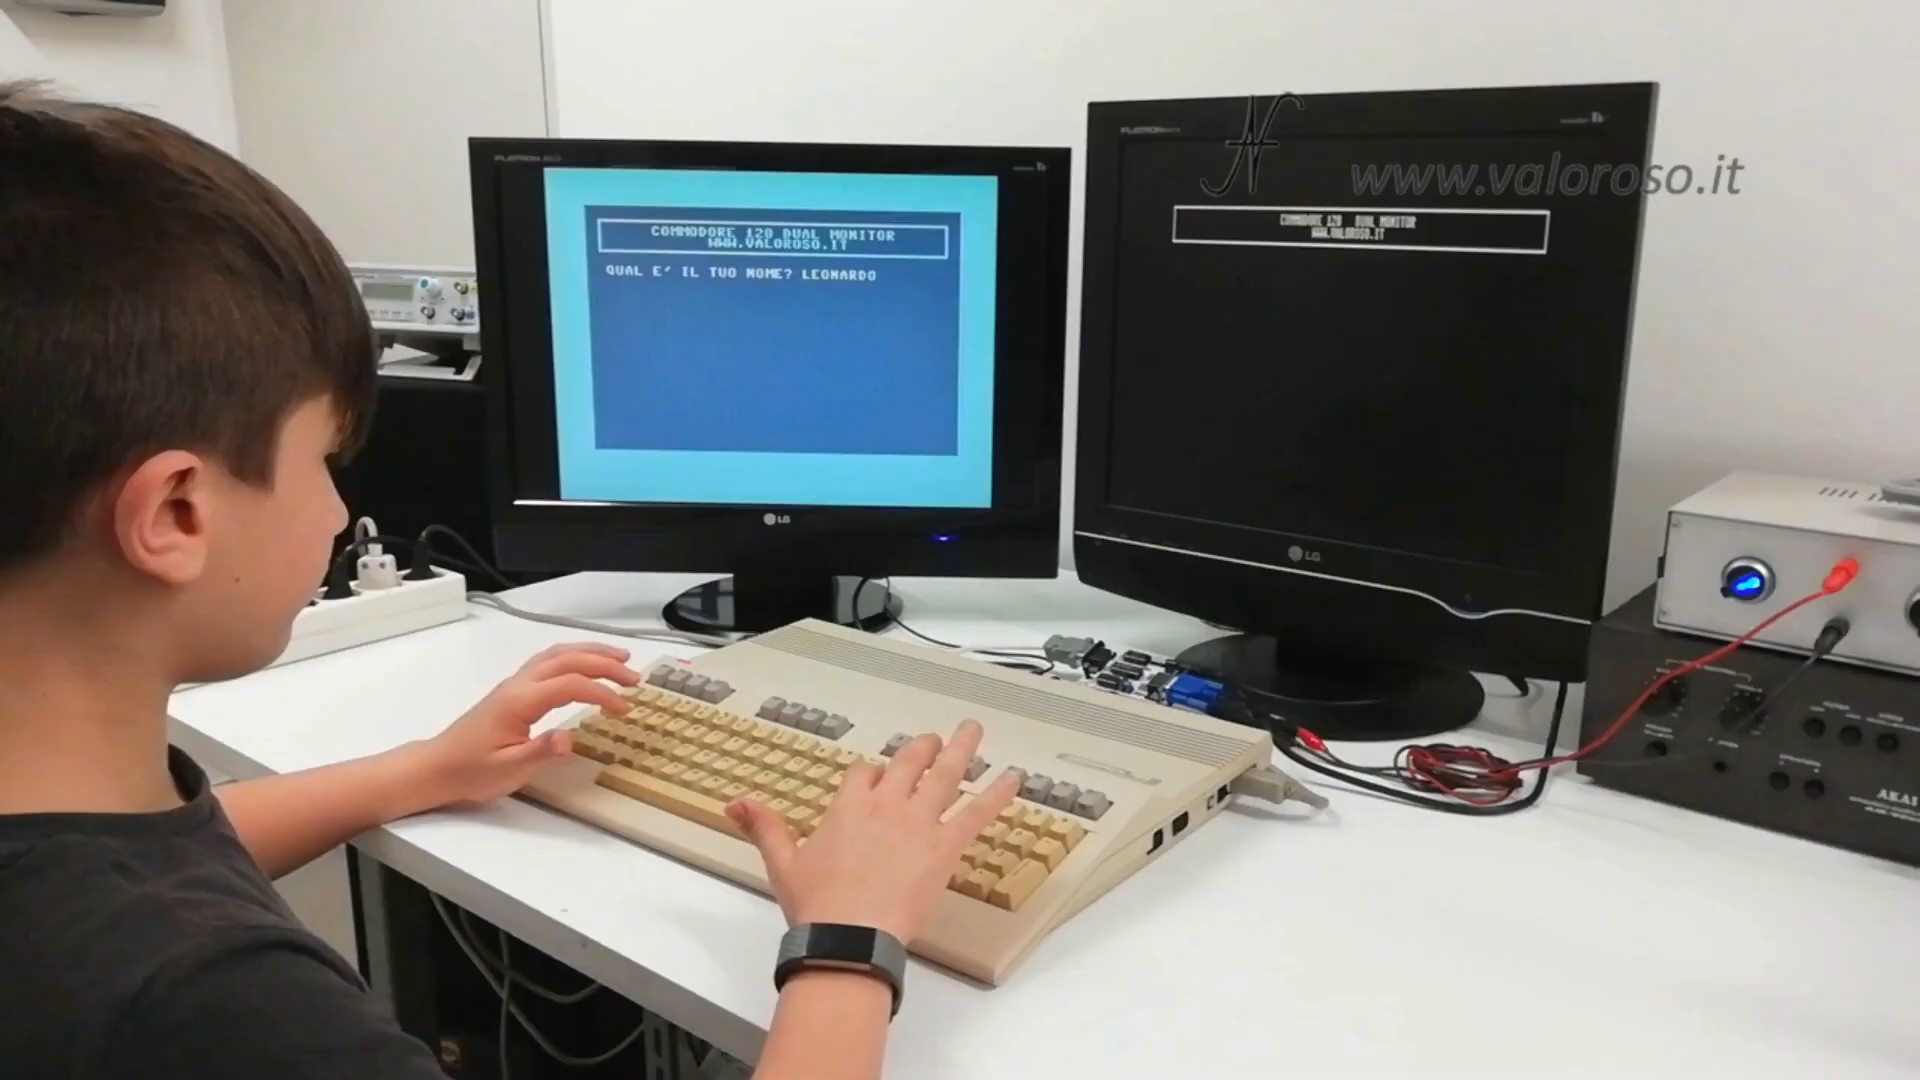 COMMODORE 128 DUAL MONITOR
WWW.VALOROSO.IT
QUAL E' IL TUO NOME? LEONARDO
LG
www.valoroso.it
COMMODORE 128 DUAL MONITOR
WWW.VALOROSO.IT
LG
AKAI